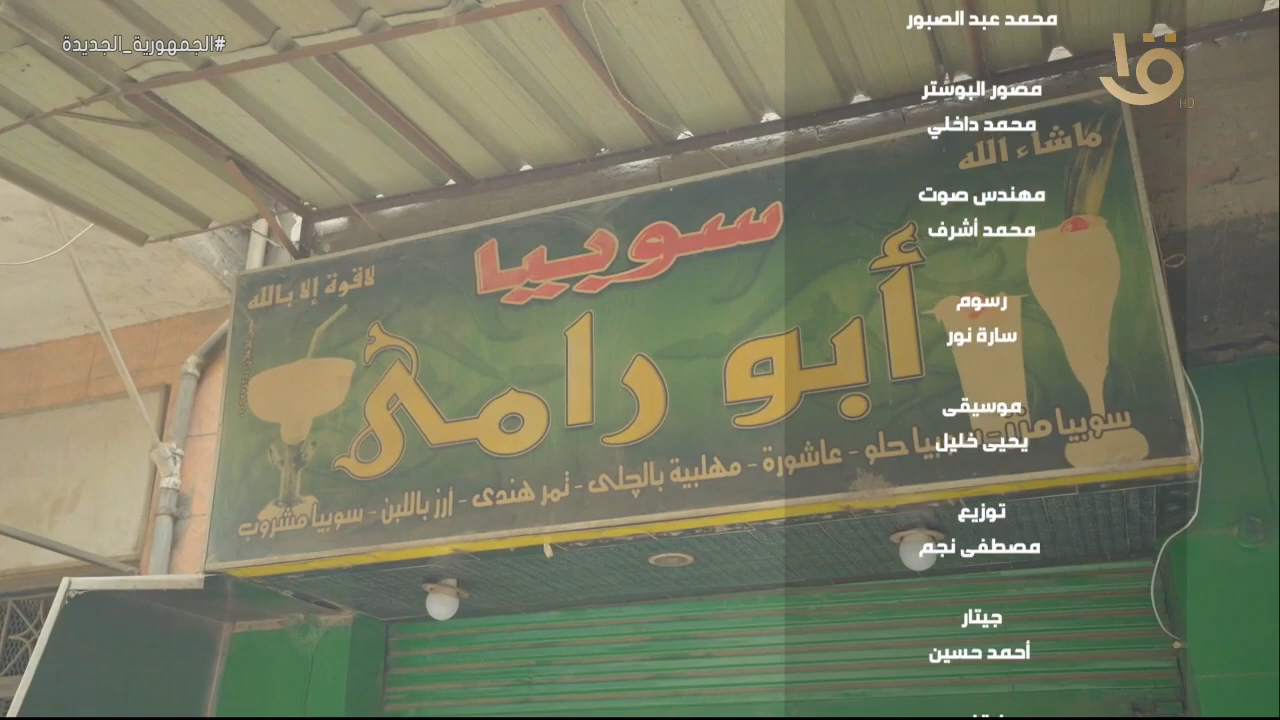 #الجمهورية_الجديدة
محمد عبد الصبور
مصور البوستر
محمد داخلي
مهندس صوت
محمد أشرف
رسوم
سارة نور
موسيقى
يحيى خليل
توزيع
مصطفى نجم
جيتار
أحمد حسين
HD
ماشاء الله
لاقوة إلا بالله
سوبيا
أبو رامى
سوبيا حلو - عاشورة - مهلبية بالچلى - تمر هندى - أرز باللبن - سوبيا مشروب